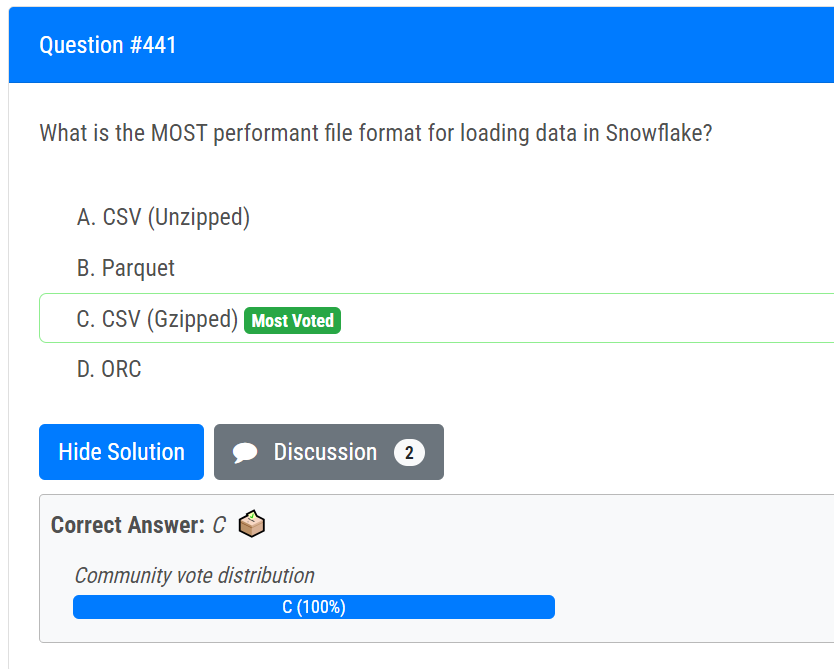 Question #441
What is the MOST performant file format for loading data in Snowflake?
A. CSV (Unzipped)
B. Parquet
C. CSV (Gzipped) Most Voted
D. ORC
Hide Solution Discussion 2
Correct Answer: C
Community vote distribution
C (100%)